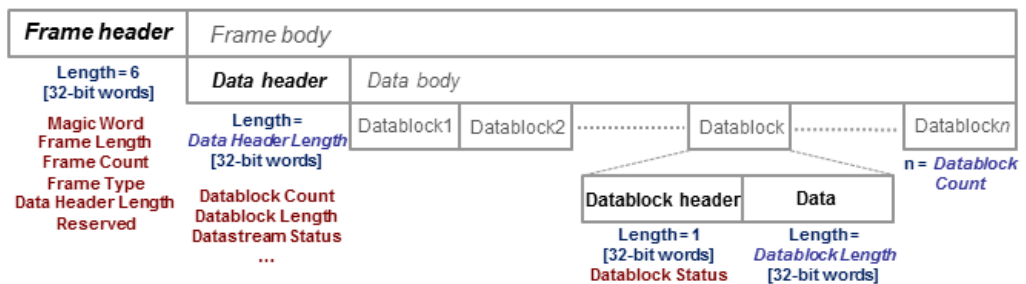 Frame header
Frame body
Length = 6
[32-bit words]
Magic Word
Frame Length
Frame Count
Frame Type
Data Header Length
Reserved
Data header
Data body
Length =
Data Header Length
[32-bit words]
Datablock Count
Datablock Length
Datastream Status
...
Datablock1
Datablock2
Datablock
Datablockn
n = Datablock
Count
Datablock header
Data
Length = 1
[32-bit words]
Datablock Status
Length =
Datablock Length
[32-bit words]